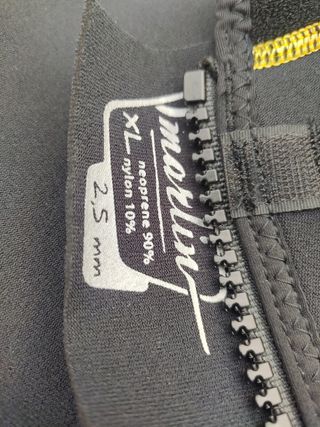 marlin
XL
neoprene 90%
nylon 10%
2,5 mm